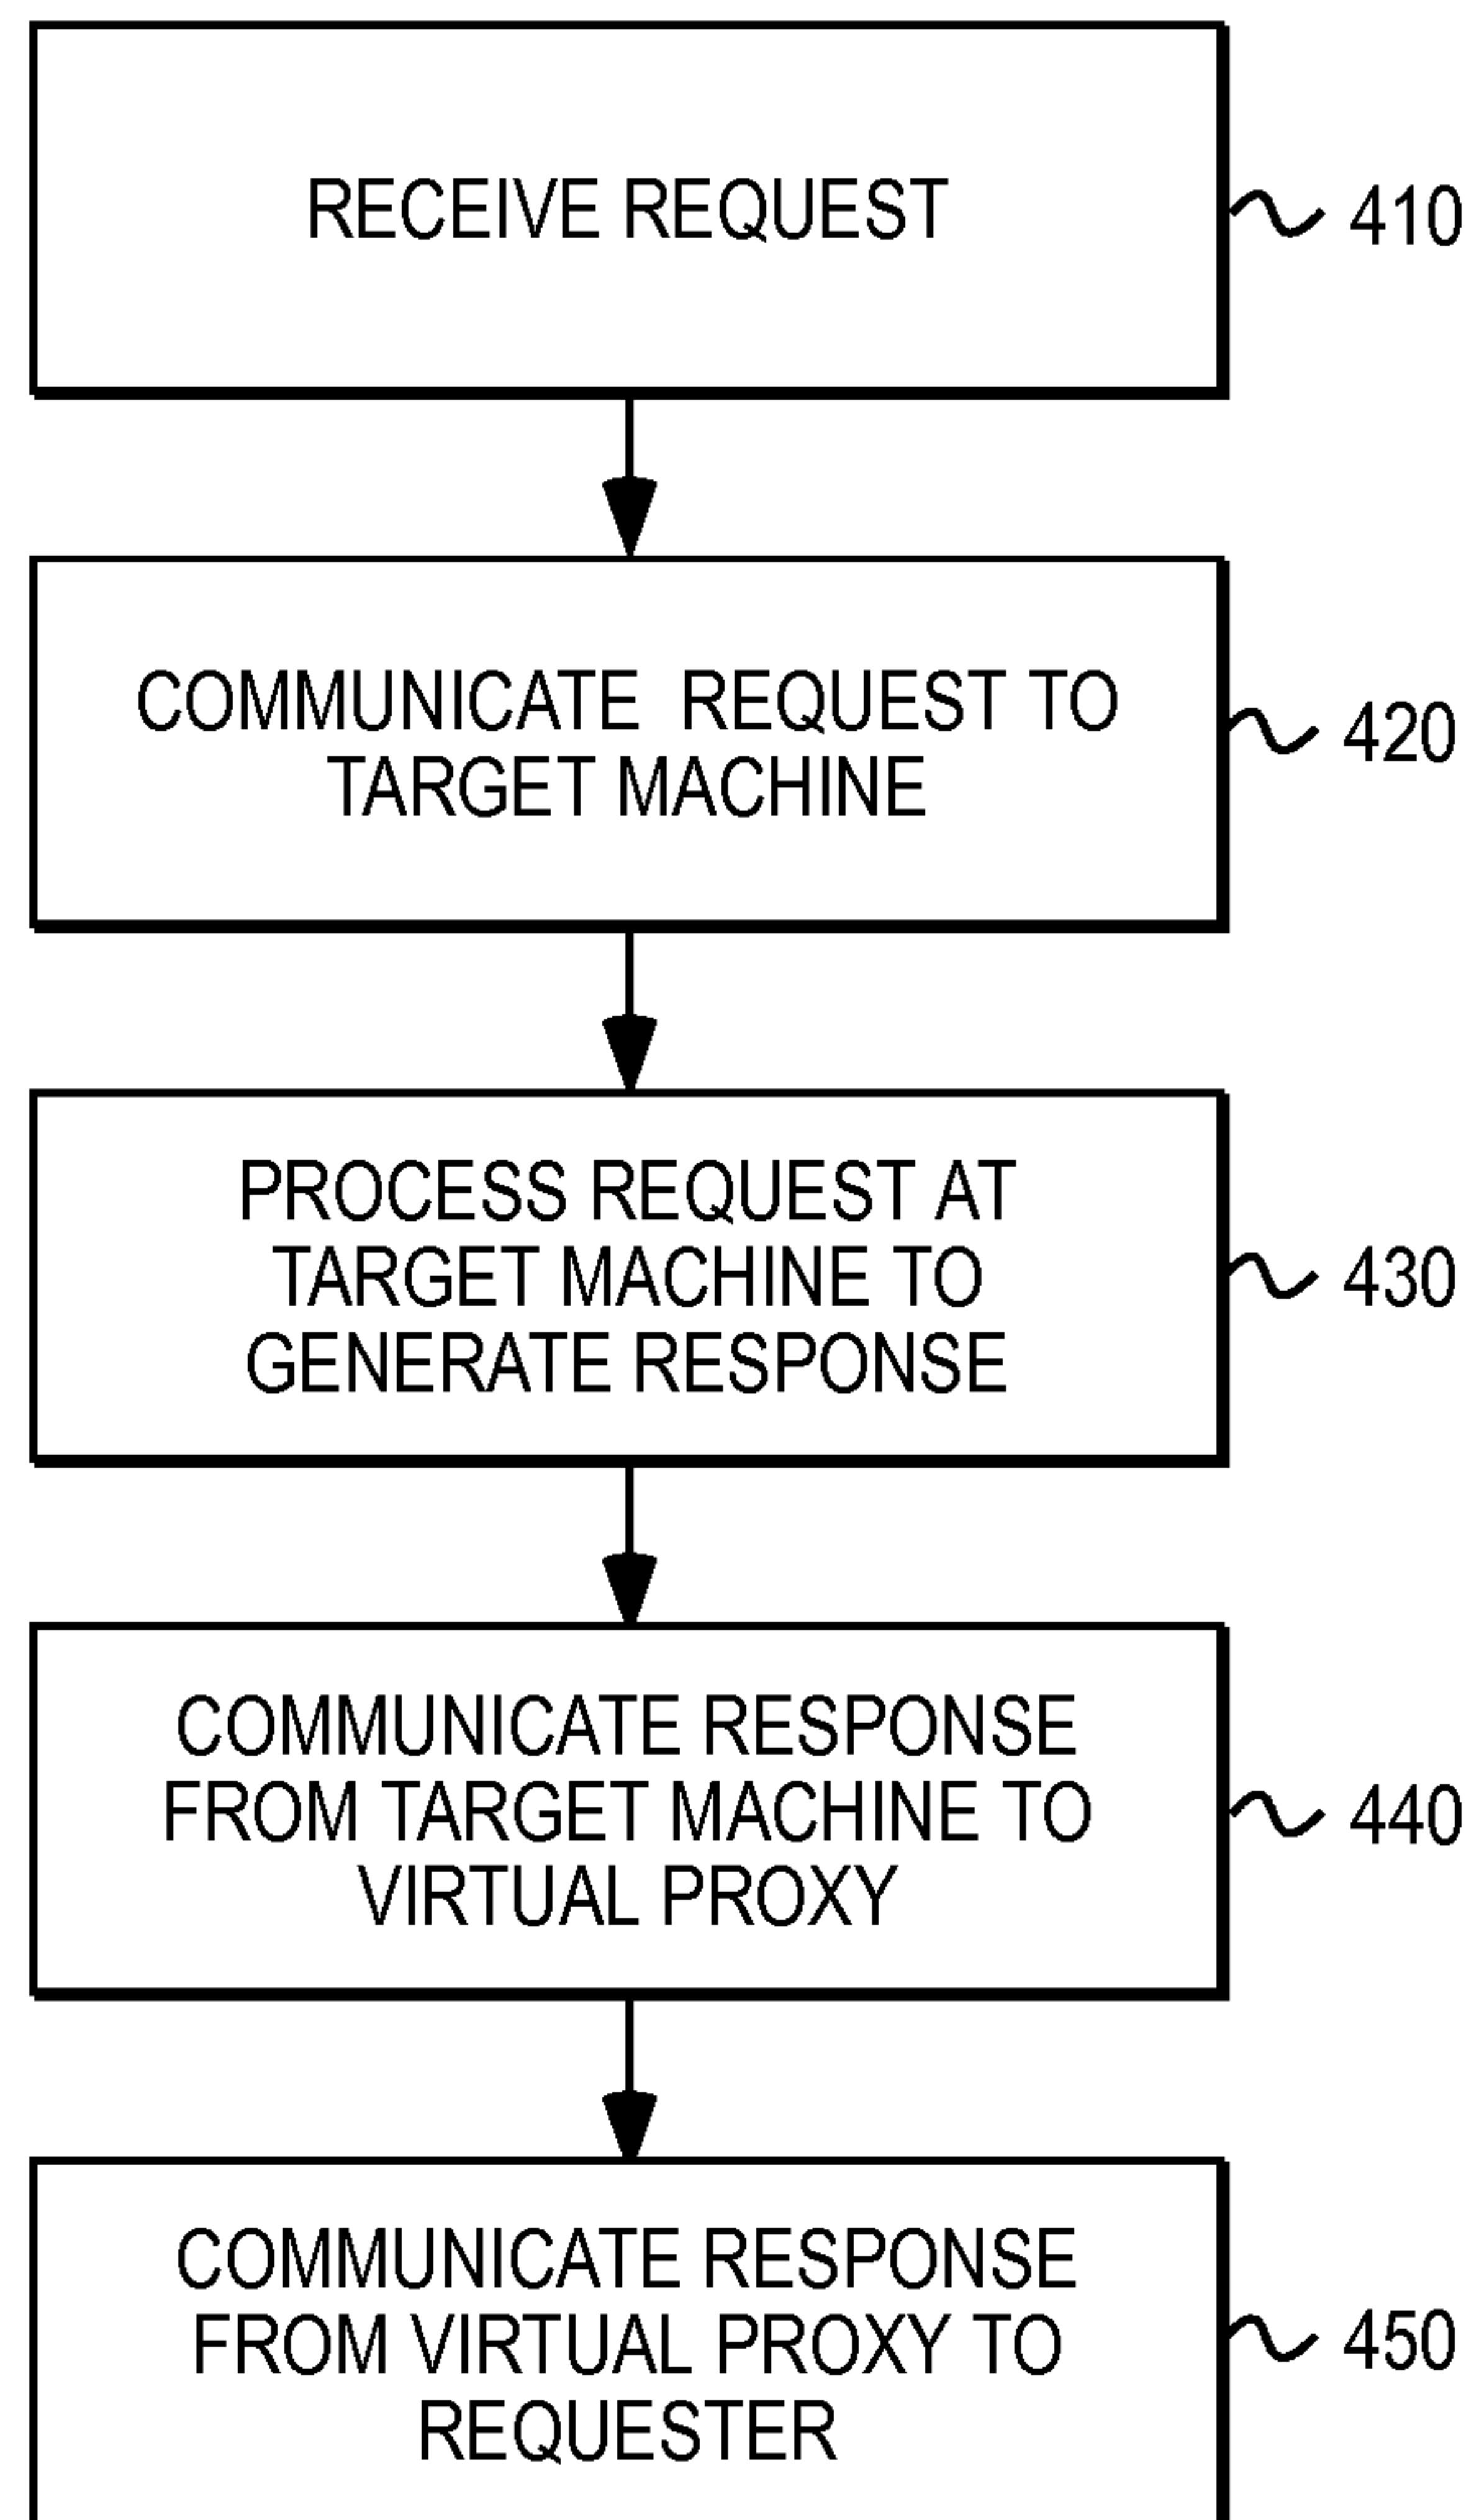 RECEIVE REQUEST
410
COMMUNICATE REQUEST TO
TARGET MACHINE
420
PROCESS REQUEST AT
TARGET MACHINE TO
GENERATE RESPONSE
430
COMMUNICATE RESPONSE
FROM TARGET MACHINE TO
VIRTUAL PROXY
440
COMMUNICATE RESPONSE
FROM VIRTUAL PROXY TO
REQUESTER
450